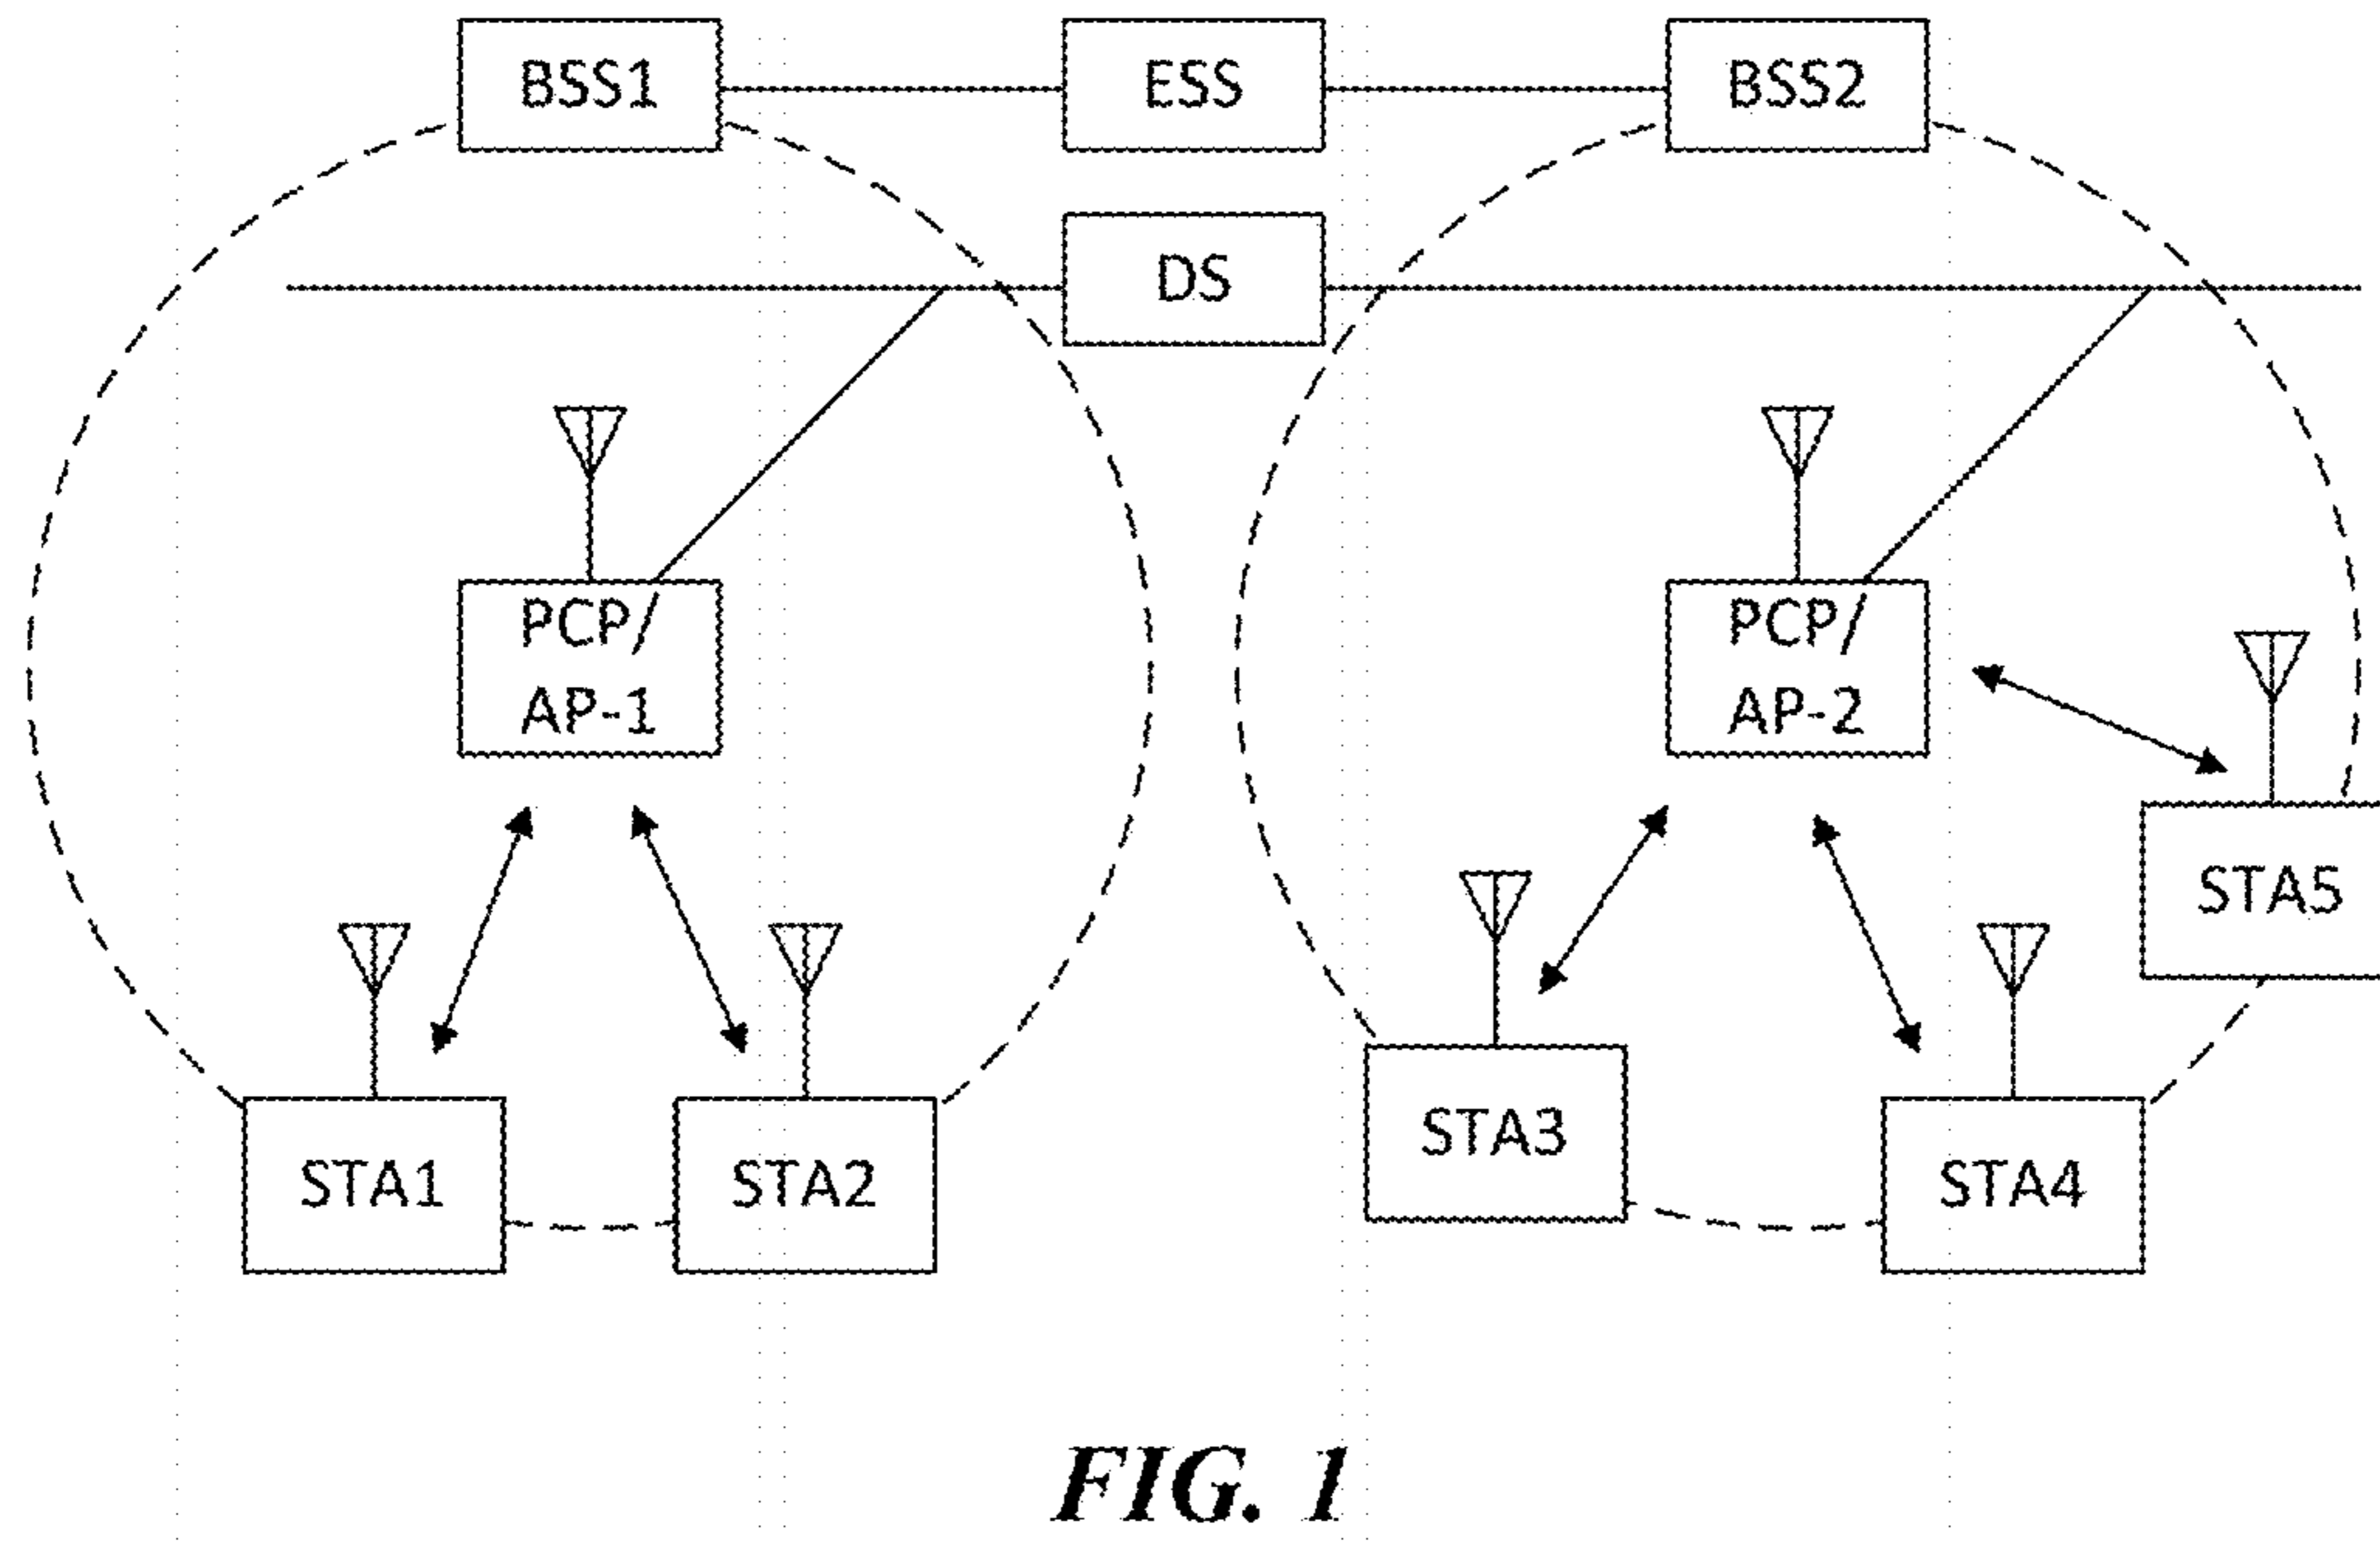 BSS1
ESS
BSS2
DS
PCP/
AP-1
PCP/
AP-2
STA5
STA3
STA1
STA2
STA4
FIG. 1